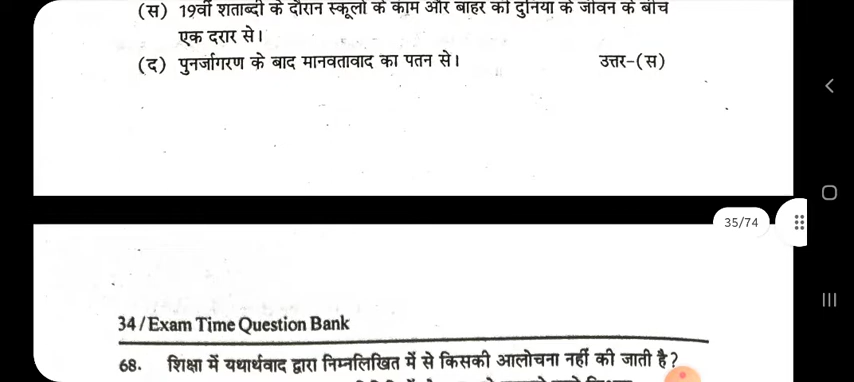 (स) 19वीं शताब्दी के दौरान स्कूलों के काम और बाहर की दुनिया के जीवन के बीच
एक दरार से।
(द) पुनर्जागरण के बाद मानवतावाद का पतन से। उत्तर-(स)
35/74
34/Exam Time Question Bank
68. शिक्षा में यथार्थवाद द्वारा निम्नलिखित में से किसकी आलोचना नहीं की जाती है?